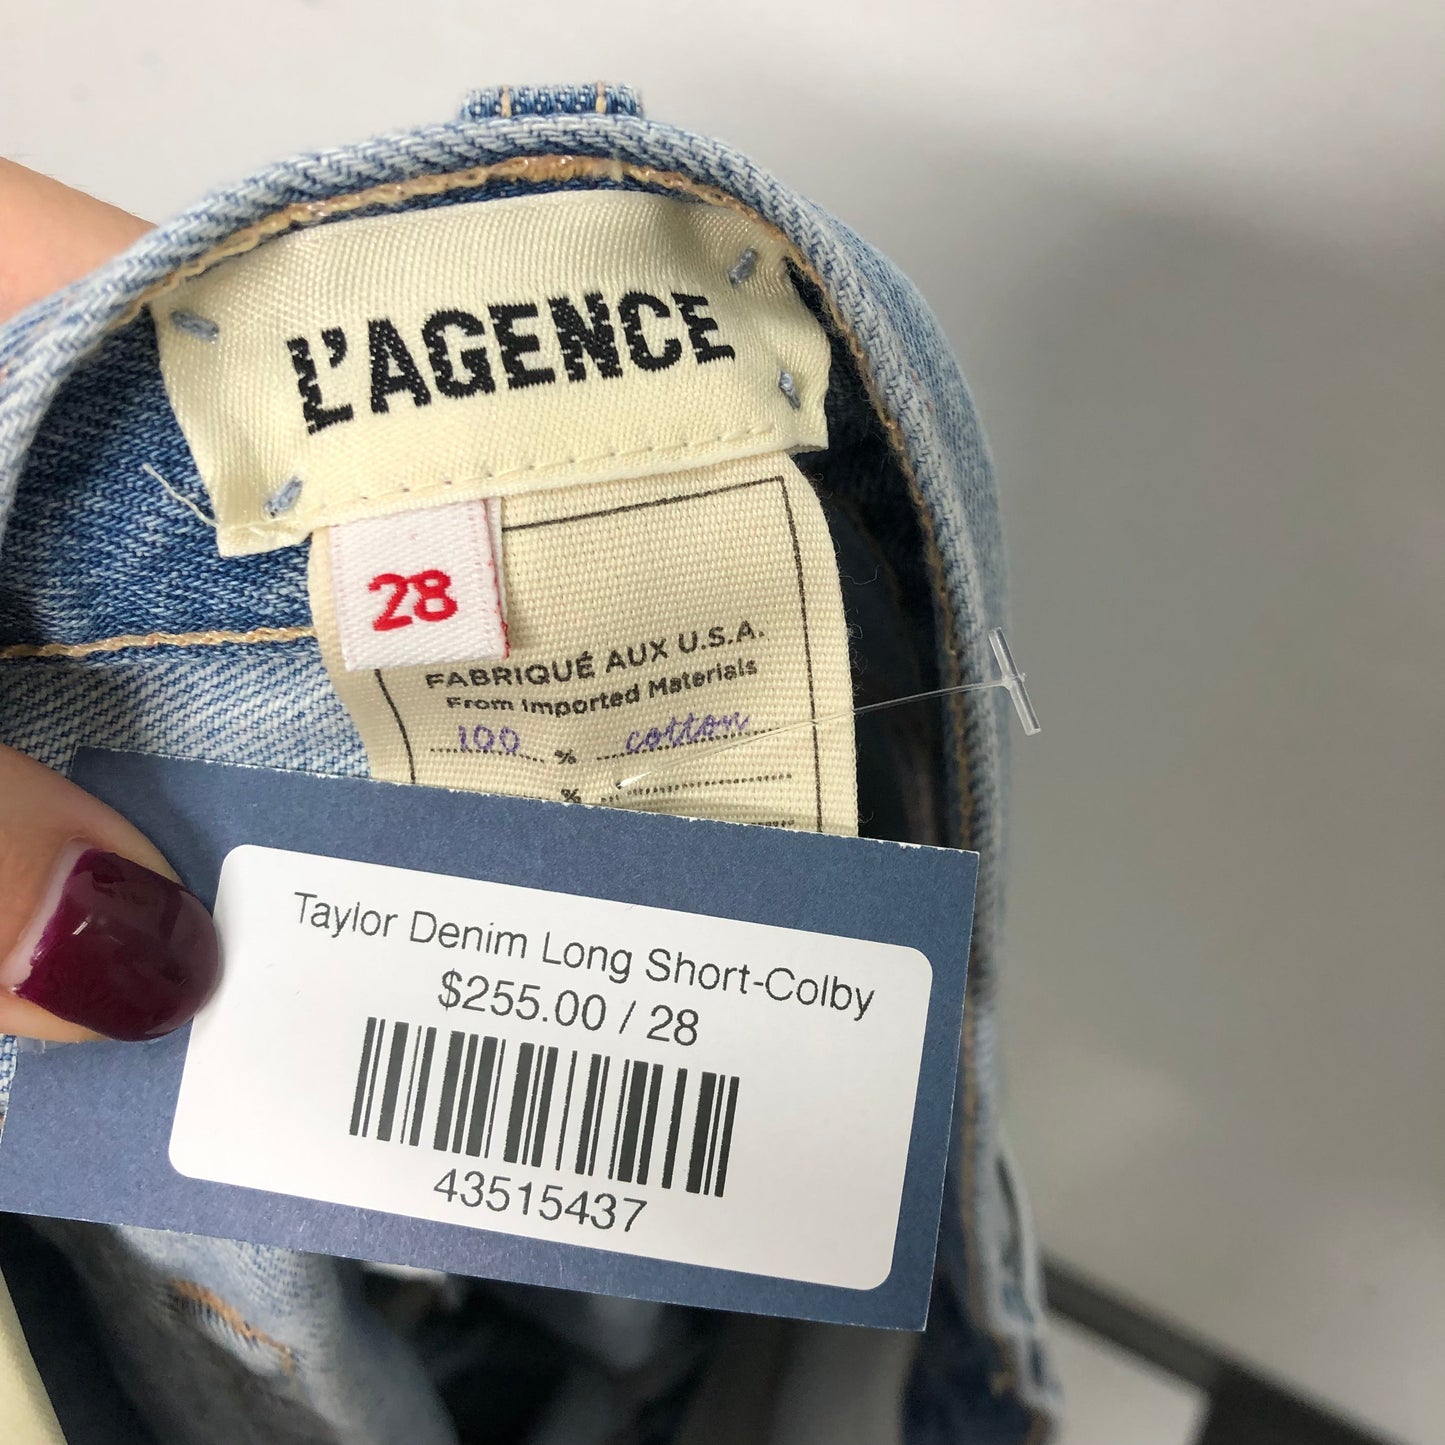 L'AGENCE
28
FABRIQUÉ AUX U.S.A.
From Imported Materials
100 % cotton
%
Taylor Denim Long Short-Colby
$255.00 / 28
43515437